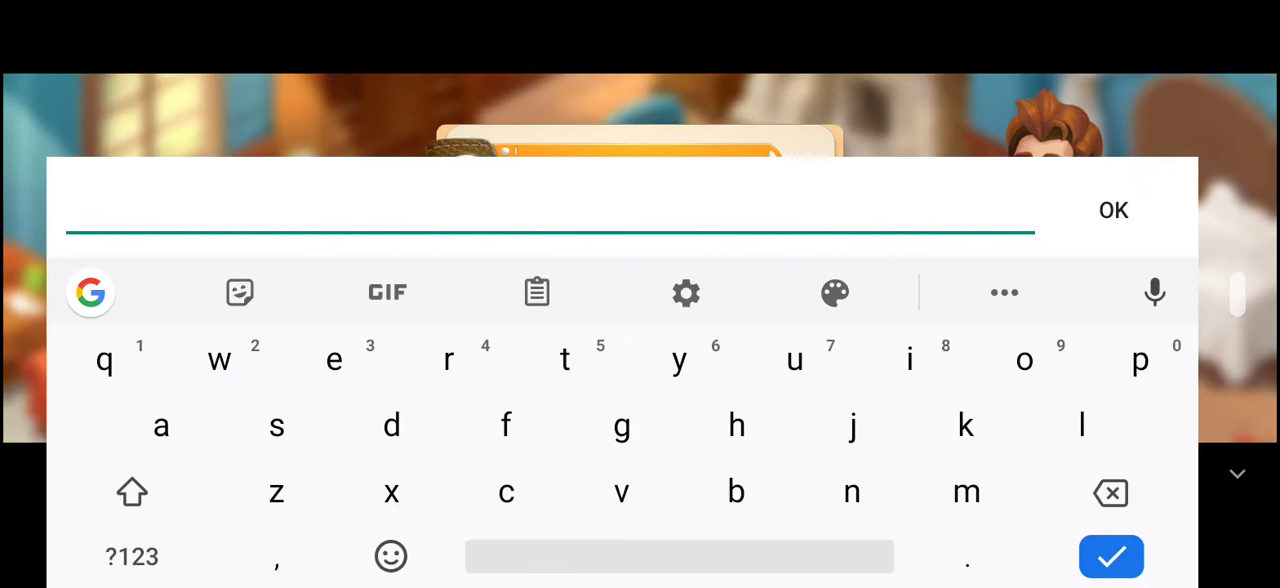 OK
G GIF
q 1 w 2 e 3 r 4 t 5 y 6 u 7 i 8 o 9 p 0
a s d f g h j k l
z x c v b n m
?123 , .